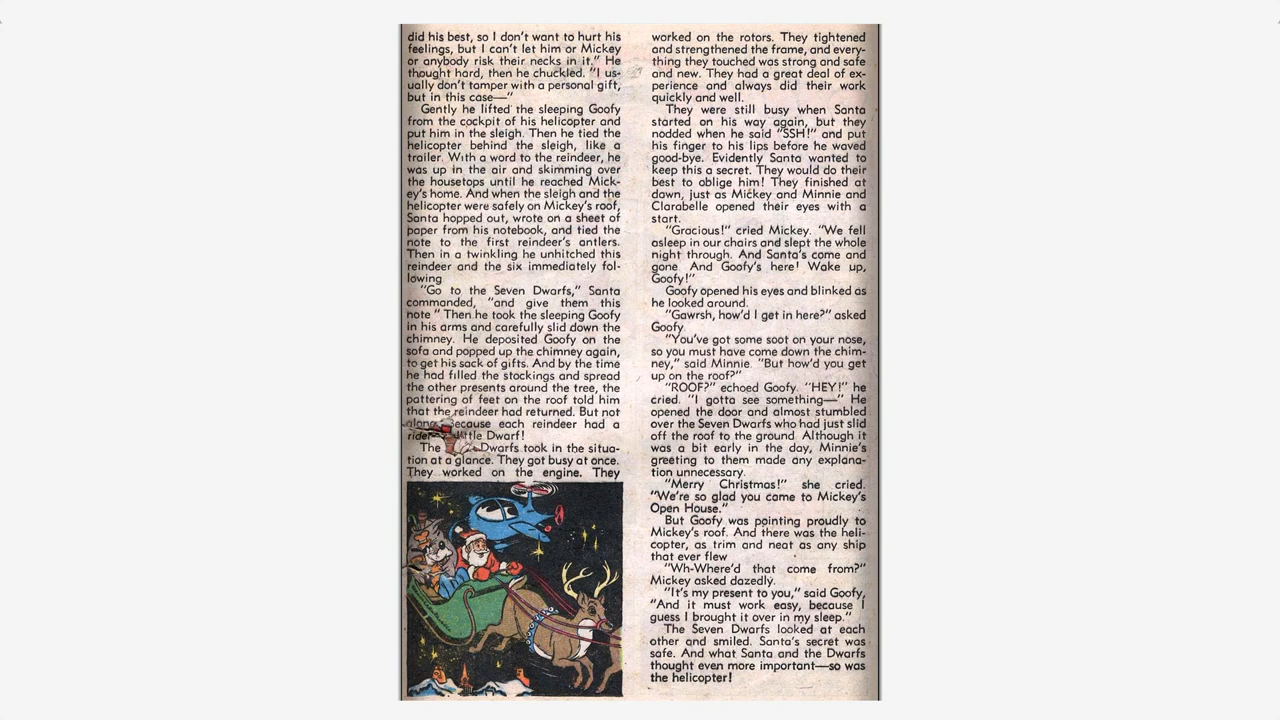 did his best, so I don't want to hurt his
feelings, but I can't let him or Mickey
or anybody risk their necks in it." He
thought hard, then he chuckled. "I us-
ually don't tamper with a personal gift,
but in this case—"
Gently he lifted the sleeping Goofy
from the cockpit of his helicopter and
put him in the sleigh. Then he tied the
helicopter behind the sleigh, like a
trailer. With a word to the reindeer, he
was up in the air and skimming over
the housetops until he reached Mick-
ey's home. And when the sleigh and the
helicopter were safely on Mickey's roof,
Santa hopped out, wrote on a sheet of
paper from his notebook, and tied the
note to the first reindeer's antlers.
Then in a twinkling he unhitched this
reindeer and the six immediately fol-
lowing
"Go to the Seven Dwarfs," Santa
commanded, "and give them this
note " Then he took the sleeping Goofy
in his arms and carefully slid down the
chimney. He deposited Goofy on the
sofa and popped up the chimney again,
to get his sack of gifts. And by the time
he had filled the stockings and spread
the other presents around the tree, the
pattering of feet on the roof told him
that the reindeer had returned. But not
because each reindeer had a
Dwarf!
The Dwarfs took in the situa-
tion at a glance. They got busy at once.
They worked on the engine. They
worked on the rotors. They tightened
and strengthened the frame, and every-
thing they touched was strong and safe
and new. They had a great deal of ex-
perience and always did their work
quickly and well.
They were still busy when Santa
started on his way again, but they
nodded when he said "SSH!" and put
his finger to his lips before he waved
good-bye. Evidently Santa wanted to
keep this a secret. They would do their
best to oblige him! They finished at
dawn, just as Mickey and Minnie and
Clarabelle opened their eyes with a
start.
"Gracious!" cried Mickey. "We fell
asleep in our chairs and slept the whole
night through. And Santa's come and
gone. And Goofy's here! Wake up,
Goofy!"
Goofy opened his eyes and blinked as
he looked around.
"Gawrsh, how'd I get in here?" asked
Goofy.
"You've got some soot on your nose,
so you must have come down the chim-
ney," said Minnie. "But how'd you get
up on the roof?"
"ROOF?" echoed Goofy. "HEY!" he
cried. "I gotta see something—" He
opened the door and almost stumbled
over the Seven Dwarfs who had just slid
off the roof to the ground. Although it
was a bit early in the day, Minnie's
greeting to them made any explana-
tion unnecessary.
"Merry Christmas!" she cried.
"We're so glad you came to Mickey's
Open House."
But Goofy was pointing proudly to
Mickey's roof. And there was the heli-
copter, as trim and neat as any ship
that ever flew
"Wh-Where'd that come from?"
Mickey asked dazedly.
"It's my present to you," said Goofy,
"And it must work easy, because I
guess I brought it over in my sleep."
The Seven Dwarfs looked at each
other and smiled. Santa's secret was
safe. And what Santa and the Dwarfs
thought even more important—so was
the helicopter!